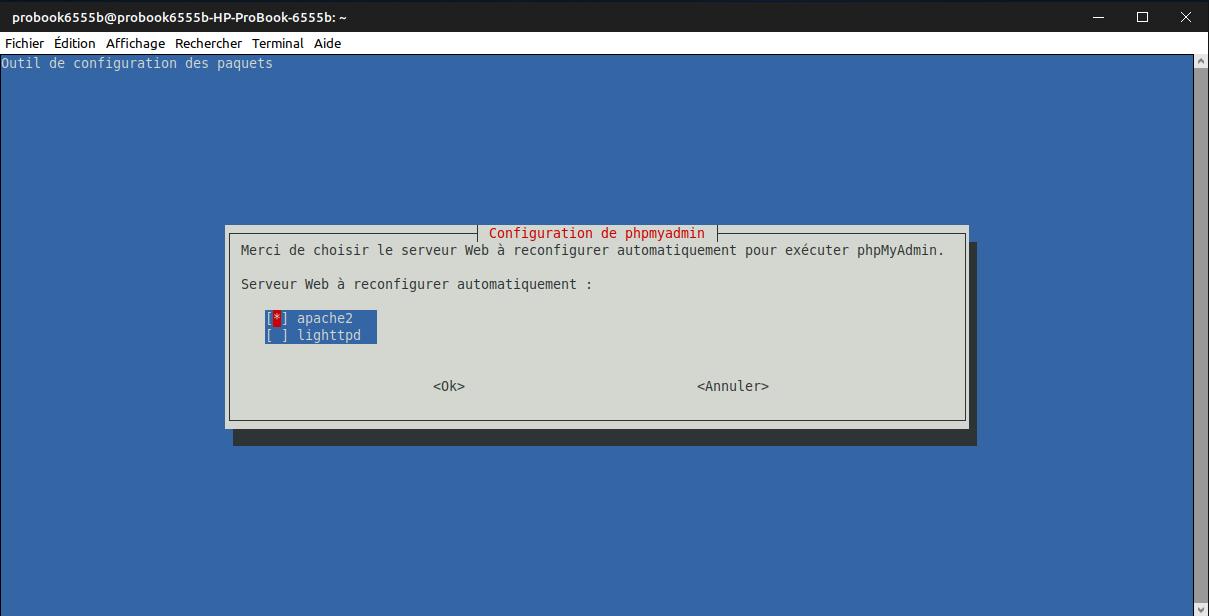 probook6555b@probook6555b-HP-ProBook-6555b: ~
Fichier Édition Affichage Rechercher Terminal Aide
Outil de configuration des paquets
Configuration de phpmyadmin
Merci de choisir le serveur Web à reconfigurer automatiquement pour exécuter phpMyAdmin.
Serveur Web à reconfigurer automatiquement :
[*] apache2
[ ] lighttpd
<Ok> <Annuler>